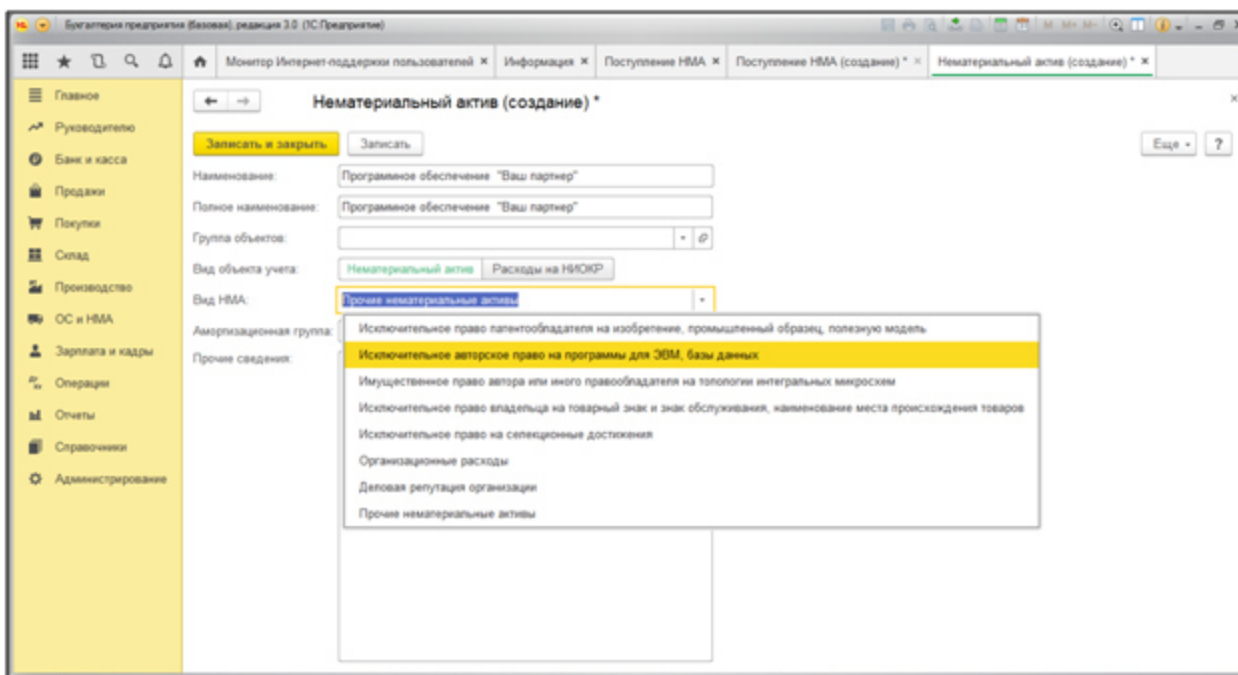 Бухгалтерия предприятия (базовая), редакция 3.0 (1С:Предприятие)
M M+ M-
Монитор Интернет-поддержки пользователей × Информация × Поступление НМА × Поступление НМА (создание) * × Нематериальный актив (создание) * ×
Главное
Руководителю
Банк и касса
Продажи
Покупки
Склад
Производство
ОС и НМА
Зарплата и кадры
Операции
Отчеты
Справочники
Администрирование
Нематериальный актив (создание) *
Записать и закрыть Записать Еще ?
Наименование: Программное обеспечение "Ваш партнер"
Полное наименование: Программное обеспечение "Ваш партнер"
Группа объектов:
Вид объекта учета: Нематериальный актив Расходы на НИОКР
Вид НМА: Прочие нематериальные активы
Амортизационная группа:
Прочие сведения:
Исключительное право патентообладателя на изобретение, промышленный образец, полезную модель
Исключительное авторское право на программы для ЭВМ, базы данных
Имущественное право автора или иного правообладателя на топологии интегральных микросхем
Исключительное право владельца на товарный знак и знак обслуживания, наименование места происхождения товаров
Исключительное право на селекционные достижения
Организационные расходы
Деловая репутация организации
Прочие нематериальные активы